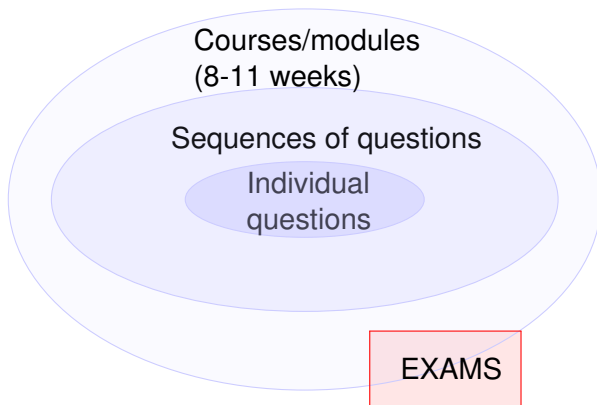 Courses/modules
(8-11 weeks)
Sequences of questions
Individual
questions
EXAMS